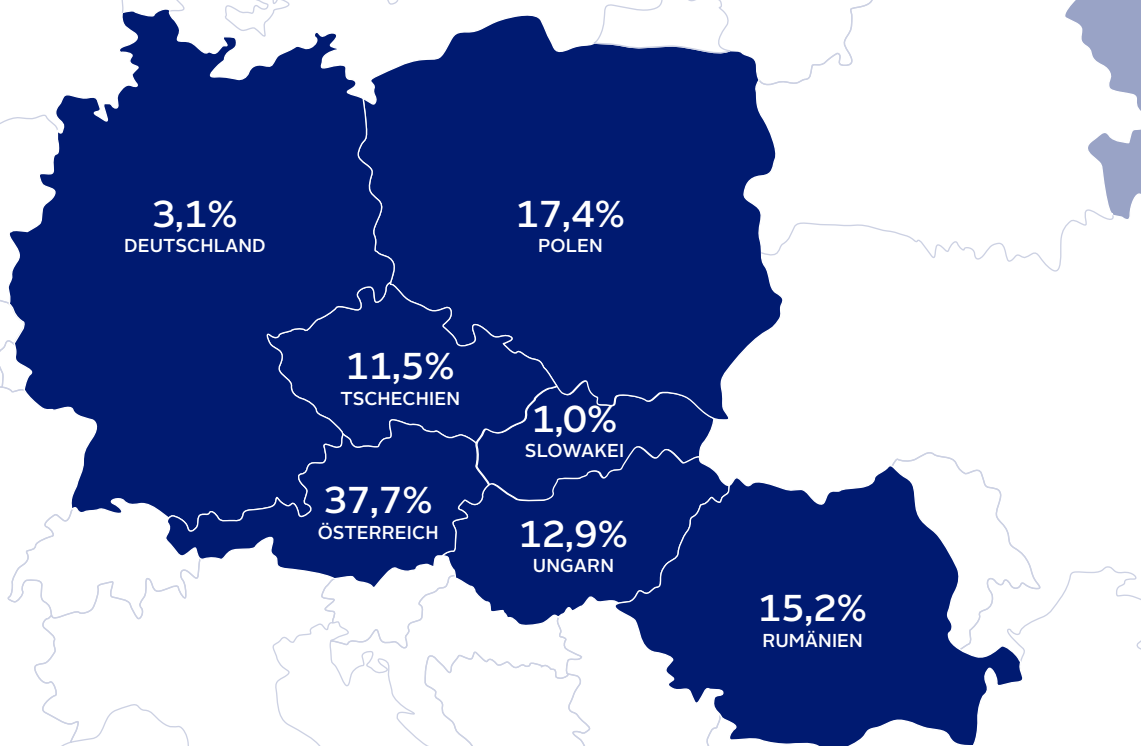 3,1%
DEUTSCHLAND
17,4%
POLEN
11,5%
TSCHECHIEN
1,0%
SLOWAKEI
37,7%
ÖSTERREICH
12,9%
UNGARN
15,2%
RUMÄNIEN